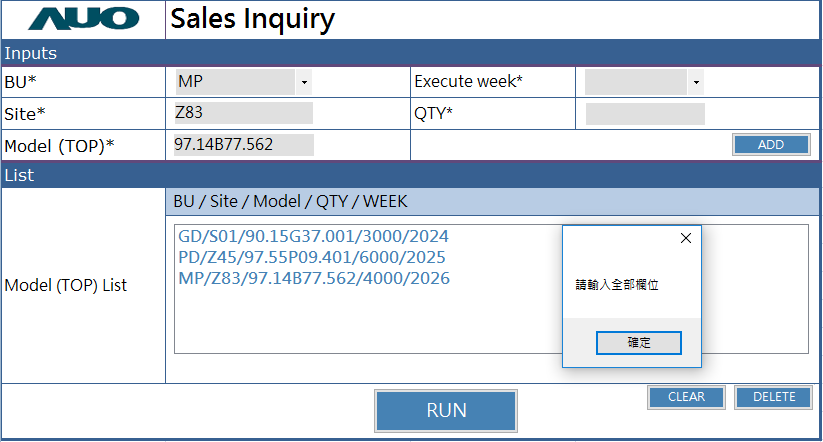 AUO Sales Inquiry
Inputs
BU* MP Execute week*
Site* Z83 QTY*
Model (TOP)* 97.14B77.562 ADD
List
BU / Site / Model / QTY / WEEK
GD/S01/90.15G37.001/3000/2024
PD/Z45/97.55P09.401/6000/2025
MP/Z83/97.14B77.562/4000/2026
Model (TOP) List
請輸入全部欄位
確定
RUN CLEAR DELETE